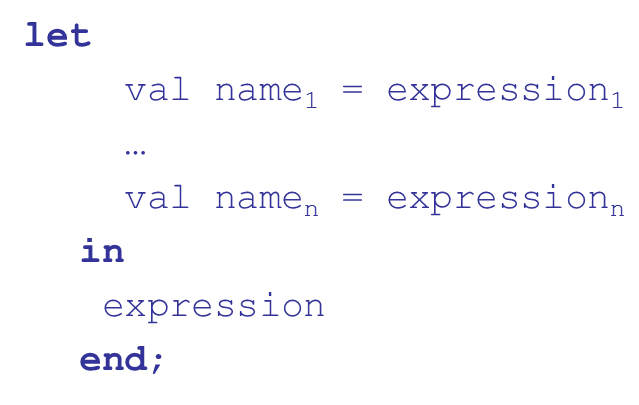 let
val name₁ = expression₁
…
val nameₙ = expressionₙ
in
expression
end;